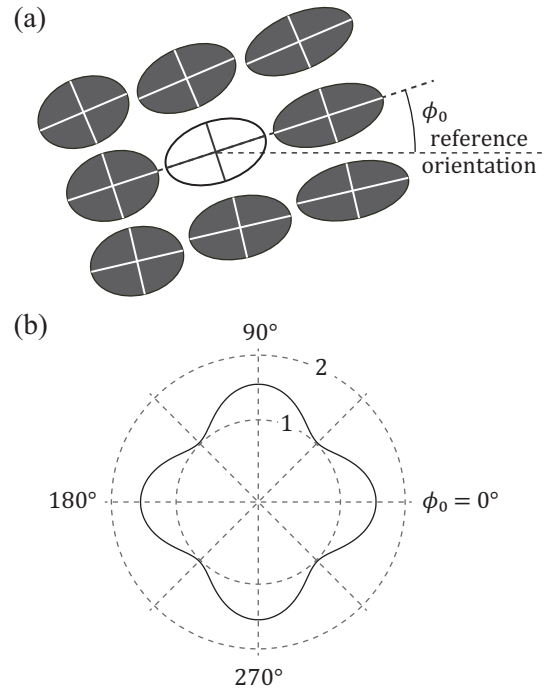 (a)
ϕ₀
reference
orientation
(b)
90°
2
1
180°
ϕ₀ = 0°
270°